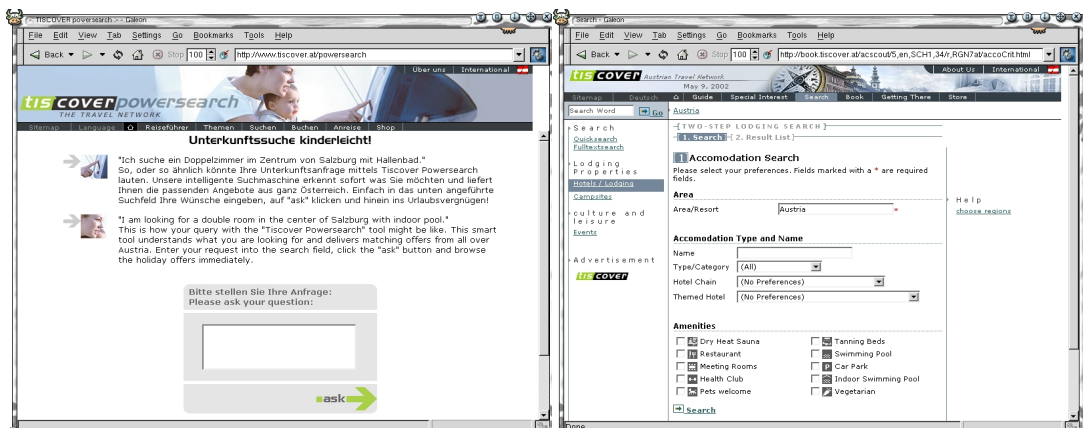 TISCOVER powersearch :-- Galeon
File Edit View Tab Settings Go Bookmarks Tools Help
Back Stop 100 http://www.tiscover.at/powersearch
Über uns International
tis cover powersearch
THE TRAVEL NETWORK
Sitemap Language Reiseführer Themen Suchen Buchen Anreise Shop
Unterkunftssuche kinderleicht!
"Ich suche ein Doppelzimmer im Zentrum von Salzburg mit Hallenbad."
So, oder so ähnlich könnte Ihre Unterkunftsanfrage mittels Tiscover Powersearch
lauten. Unsere intelligente Suchmaschine erkennt sofort was Sie möchten und liefert
Ihnen die passenden Angebote aus ganz Österreich. Einfach in das unten angeführte
Suchfeld Ihre Wünsche eingeben, auf "ask" klicken und hinein ins Urlaubsvergnügen!
"I am looking for a double room in the center of Salzburg with indoor pool."
This is how your query with the "Tiscover Powersearch" tool might be like. This smart
tool understands what you are looking for and delivers matching offers from all over
Austria. Enter your request into the search field, click the "ask" button and browse
the holiday offers immediately.
Bitte stellen Sie Ihre Anfrage:
Please ask your question:
ask
Search - Galeon
File Edit View Tab Settings Go Bookmarks Tools Help
Back Stop 100 http://book.tiscover.at/acscout/5,en,SCH1,34/r,RGN7at/accoCrit.html
tis cover Austrian Travel Network
About Us International
May 9, 2002
Sitemap Deutsch Guide Special Interest Search Book Getting There Store
Search Word Go
Austria
Search
Quicksearch
Fulltextsearch
Lodging
Properties
Hotels / Lodging
Campsites
culture and
leisure
Events
Advertisement
tis cover
[TWO-STEP LODGING SEARCH]
1. Search 2. Result List
1 Accomodation Search
Please select your preferences. Fields marked with a * are required
fields.
Area
Area/Resort Austria *
Accomodation Type and Name
Name
Type/Category (All)
Hotel Chain (No Preferences)
Themed Hotel (No Preferences)
Amenities
Dry Heat Sauna Tanning Beds
Restaurant Swimming Pool
Meeting Rooms P Car Park
Health Club Indoor Swimming Pool
Pets welcome Vegetarian
Search
Help
choose regions
Done.